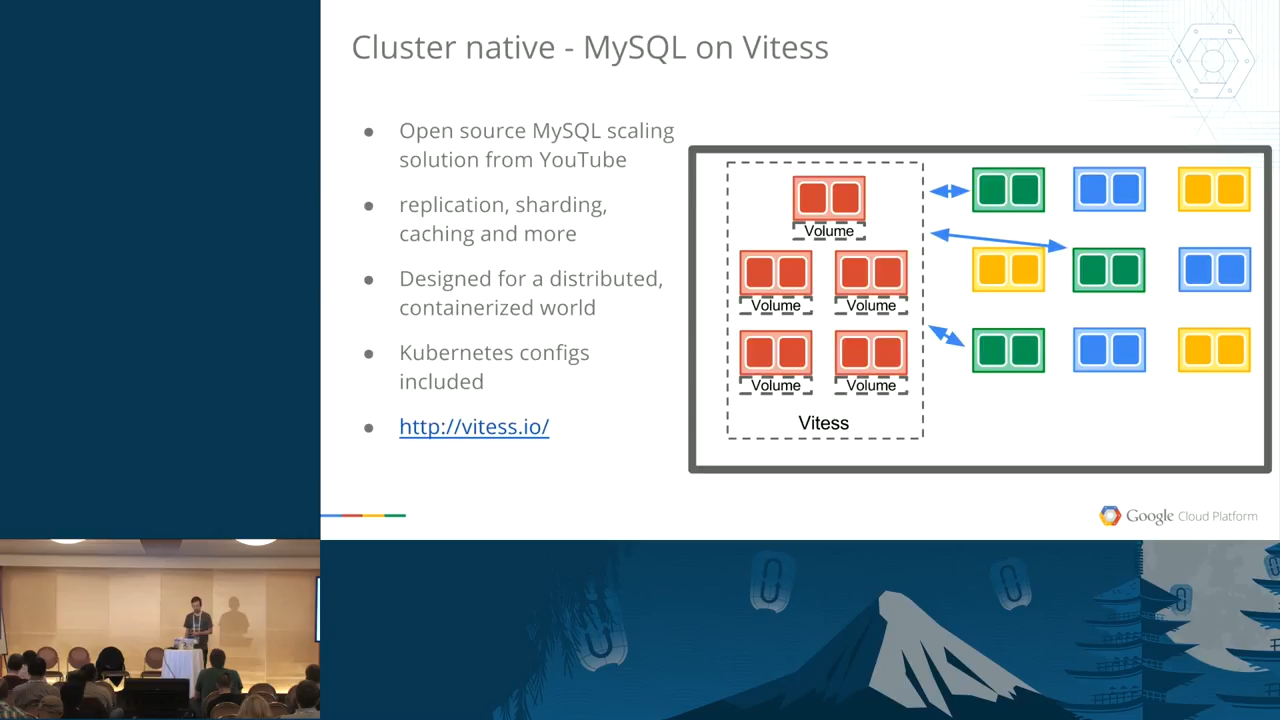 Cluster native - MySQL on Vitess
● Open source MySQL scaling
solution from YouTube
● replication, sharding,
caching and more
● Designed for a distributed,
containerized world
● Kubernetes configs
included
● http://vitess.io/
Volume
Volume
Volume
Volume
Volume
Vitess
Google Cloud Platform